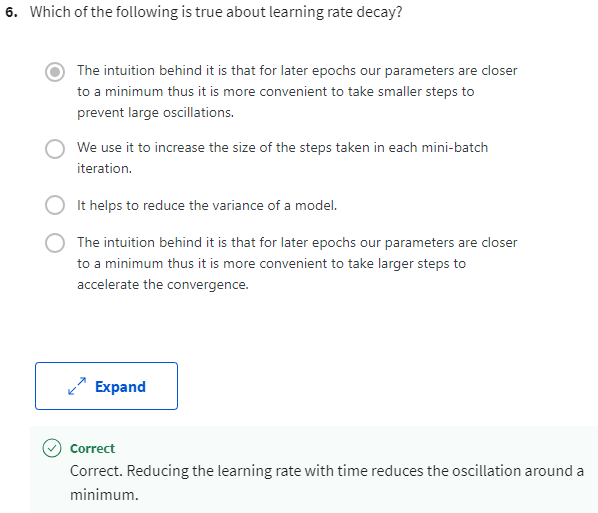 6. Which of the following is true about learning rate decay?
The intuition behind it is that for later epochs our parameters are closer
to a minimum thus it is more convenient to take smaller steps to
prevent large oscillations.
We use it to increase the size of the steps taken in each mini-batch
iteration.
It helps to reduce the variance of a model.
The intuition behind it is that for later epochs our parameters are closer
to a minimum thus it is more convenient to take larger steps to
accelerate the convergence.
Expand
Correct
Correct. Reducing the learning rate with time reduces the oscillation around a
minimum.